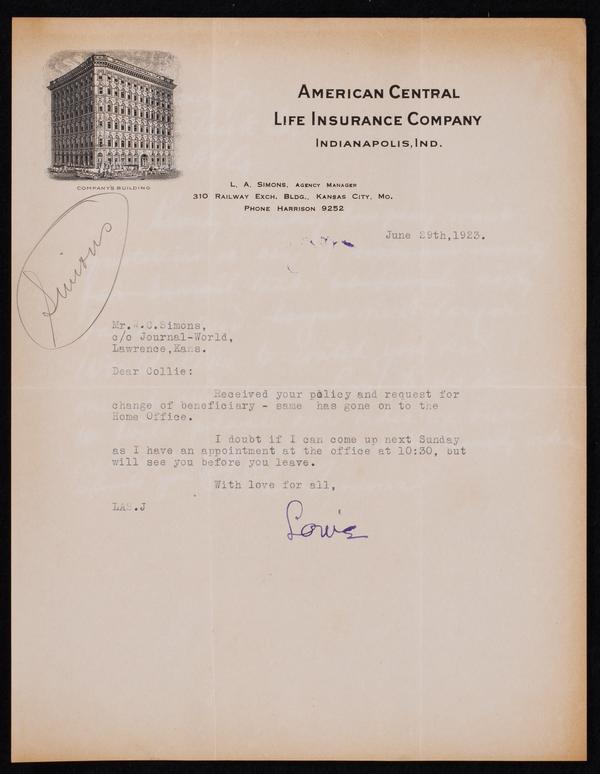 AMERICAN CENTRAL
LIFE INSURANCE COMPANY
INDIANAPOLIS, IND.
COMPANY'S BUILDING
L. A. SIMONS, AGENCY MANAGER
310 RAILWAY EXCH. BLDG., KANSAS CITY, MO.
PHONE HARRISON 9252
Simons
June 29th,1923.
Mr.W.C.Simons,
c/o Journal-World,
Lawrence,Kans.
Dear Collie:
Received your policy and request for
change of beneficiary - same has gone on to the
Home Office.
I doubt if I can come up next Sunday
as I have an appointment at the office at 10:30, but
will see you before you leave.
With love for all,
LAS.J
Lowie